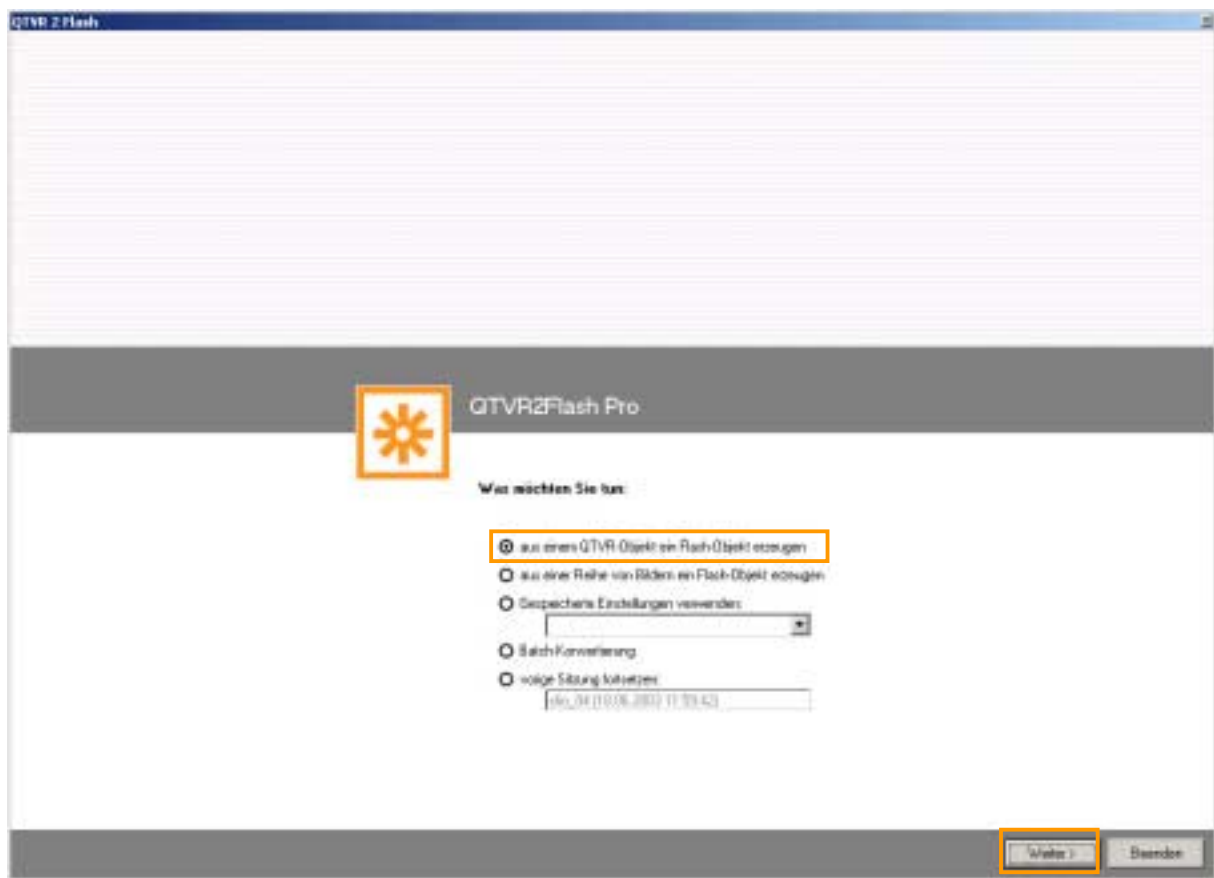 QTVR 2 Flash
QTVR2Flash Pro
Was möchten Sie tun:
aus einem QTVR Objekt ein Flash-Objekt erzeugen
aus einer Reihe von Bildern ein Flash-Objekt erzeugen
Gespeicherte Einstellungen verwenden:
Batch-Konvertierung
vorige Sitzung fortsetzen:
Weiter >
Beenden